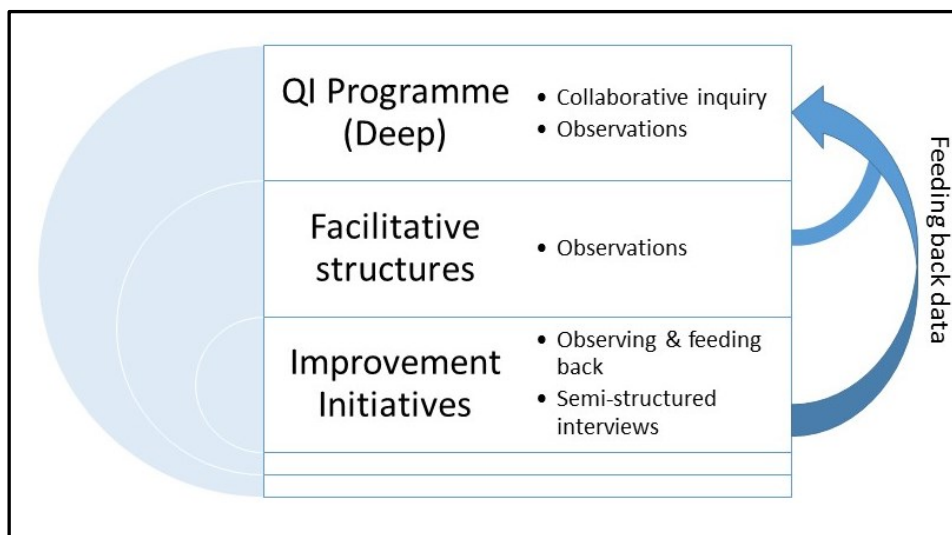 QI Programme
(Deep)
• Collaborative inquiry
• Observations
Facilitative
structures
• Observations
Improvement
Initiatives
• Observing & feeding
back
• Semi-structured
interviews
Feeding back data